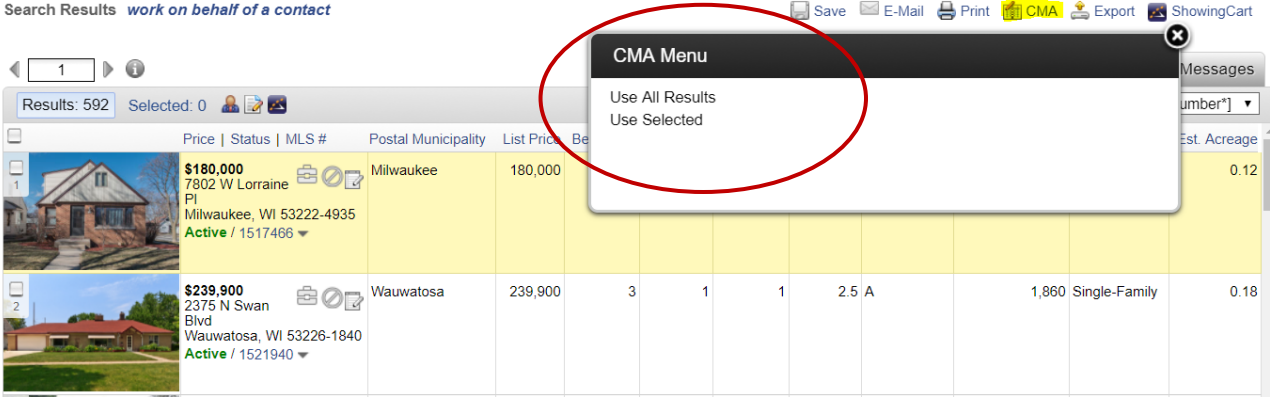 Search Results work on behalf of a contact
Save E-Mail Print CMA Export ShowingCart
CMA Menu
Use All Results
Use Selected
1
Messages
Results: 592 Selected: 0
umber*]
Price | Status | MLS # Postal Municipality List Price Be Est. Acreage
1
$180,000
7802 W Lorraine
Pl
Milwaukee, WI 53222-4935
Active / 1517466
Milwaukee 180,000 0.12
2
$239,900
2375 N Swan
Blvd
Wauwatosa, WI 53226-1840
Active / 1521940
Wauwatosa 239,900 3 1 1 2.5 A 1,860 Single-Family 0.18